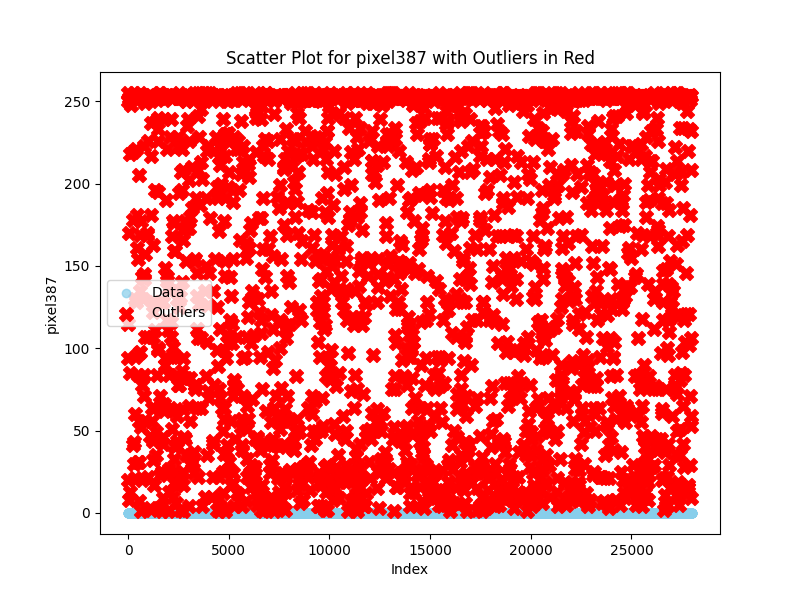 Scatter Plot for pixel387 with Outliers in Red
250
200
150
100
50
0
pixel387
Data
Outliers
0
5000
10000
15000
20000
25000
Index